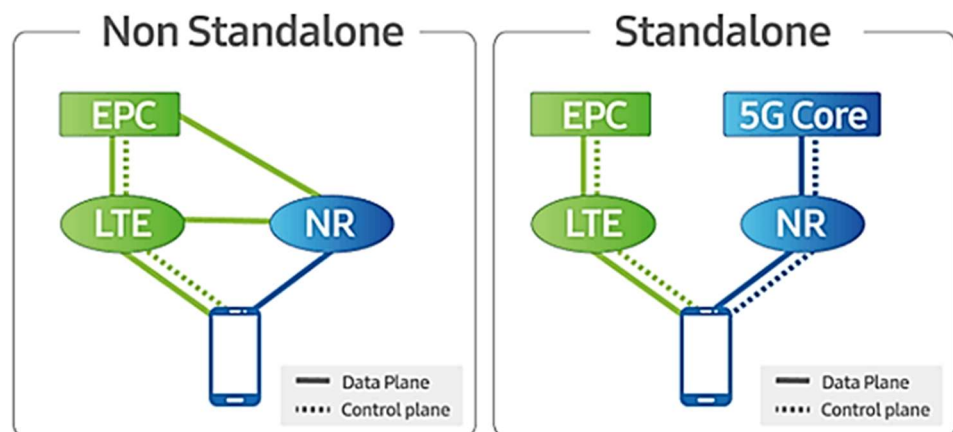 Non Standalone
EPC
LTE
NR
Data Plane
Control plane
Standalone
EPC
5G Core
LTE
NR
Data Plane
Control plane